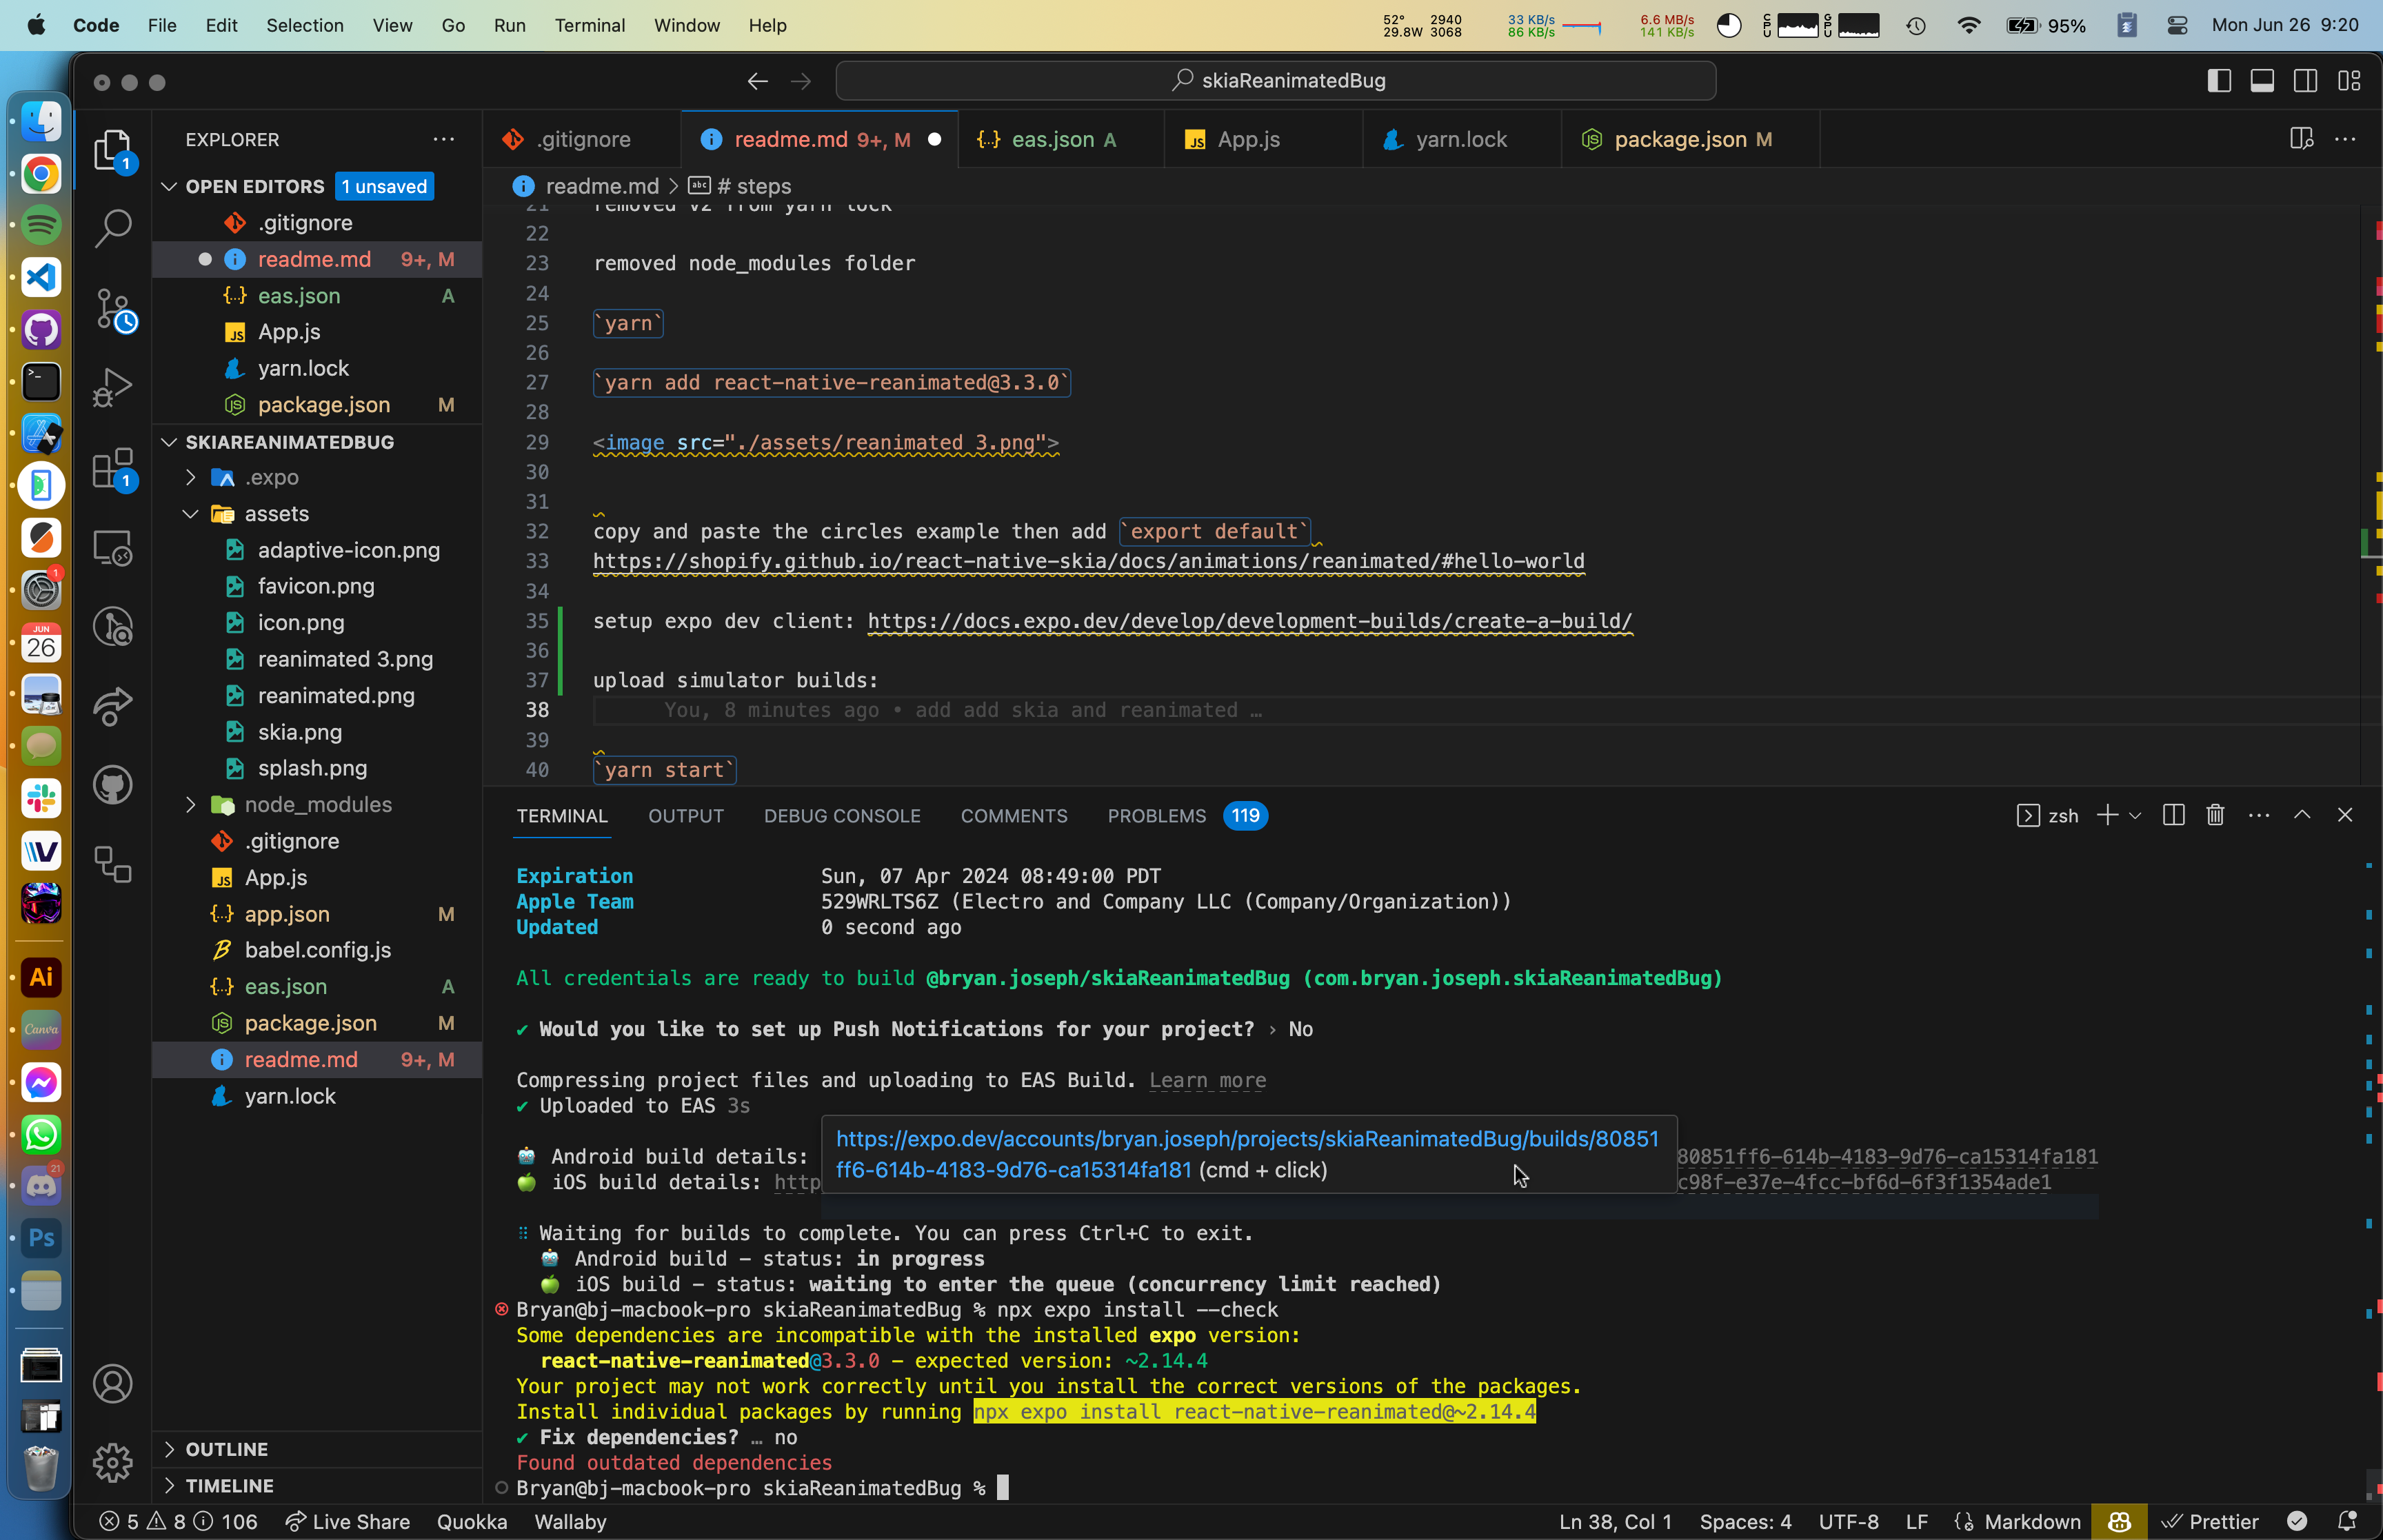 Code File Edit Selection View Go Run Terminal Window Help
52° 29.8W 2940 3068 33 KB/s 86 KB/s 6.6 MB/s 141 KB/s CPU GPU 95% Mon Jun 26 9:20
skiaReanimatedBug
EXPLORER
.gitignore readme.md 9+, M eas.json A App.js yarn.lock package.json M
readme.md > # steps
OPEN EDITORS 1 unsaved
.gitignore
readme.md 9+, M
eas.json A
App.js
yarn.lock
package.json M
SKIAREANIMATEDBUG
.expo
assets
adaptive-icon.png
favicon.png
icon.png
reanimated 3.png
reanimated.png
skia.png
splash.png
node_modules
.gitignore
App.js
app.json M
babel.config.js
eas.json A
package.json M
readme.md 9+, M
yarn.lock
OUTLINE
TIMELINE
21 removed v2 from yarn lock
22
23 removed node_modules folder
24
25 `yarn`
26
27 `yarn add react-native-reanimated@3.3.0`
28
29 <image src="./assets/reanimated 3.png">
30
31
32 copy and paste the circles example then add `export default`
33 https://shopify.github.io/react-native-skia/docs/animations/reanimated/#hello-world
34
35 setup expo dev client: https://docs.expo.dev/develop/development-builds/create-a-build/
36
37 upload simulator builds:
38 You, 8 minutes ago • add add skia and reanimated …
39
40 `yarn start`
TERMINAL OUTPUT DEBUG CONSOLE COMMENTS PROBLEMS 119 zsh
Expiration Sun, 07 Apr 2024 08:49:00 PDT
Apple Team 529WRLTS6Z (Electro and Company LLC (Company/Organization))
Updated 0 second ago
All credentials are ready to build @bryan.joseph/skiaReanimatedBug (com.bryan.joseph.skiaReanimatedBug)
✔ Would you like to set up Push Notifications for your project? › No
Compressing project files and uploading to EAS Build. Learn more
✔ Uploaded to EAS 3s
https://expo.dev/accounts/bryan.joseph/projects/skiaReanimatedBug/builds/80851
ff6-614b-4183-9d76-ca15314fa181 (cmd + click)
Android build details: 80851ff6-614b-4183-9d76-ca15314fa181
iOS build details: http c98f-e37e-4fcc-bf6d-6f3f1354ade1
Waiting for builds to complete. You can press Ctrl+C to exit.
Android build – status: in progress
iOS build – status: waiting to enter the queue (concurrency limit reached)
Bryan@bj-macbook-pro skiaReanimatedBug % npx expo install --check
Some dependencies are incompatible with the installed expo version:
react-native-reanimated@3.3.0 – expected version: ~2.14.4
Your project may not work correctly until you install the correct versions of the packages.
Install individual packages by running npx expo install react-native-reanimated@~2.14.4
✔ Fix dependencies? … no
Found outdated dependencies
Bryan@bj-macbook-pro skiaReanimatedBug %
5 8 106 Live Share Quokka Wallaby Ln 38, Col 1 Spaces: 4 UTF-8 LF Markdown Prettier
1
1
1
JUN
26
Ai
Canva
21
Ps